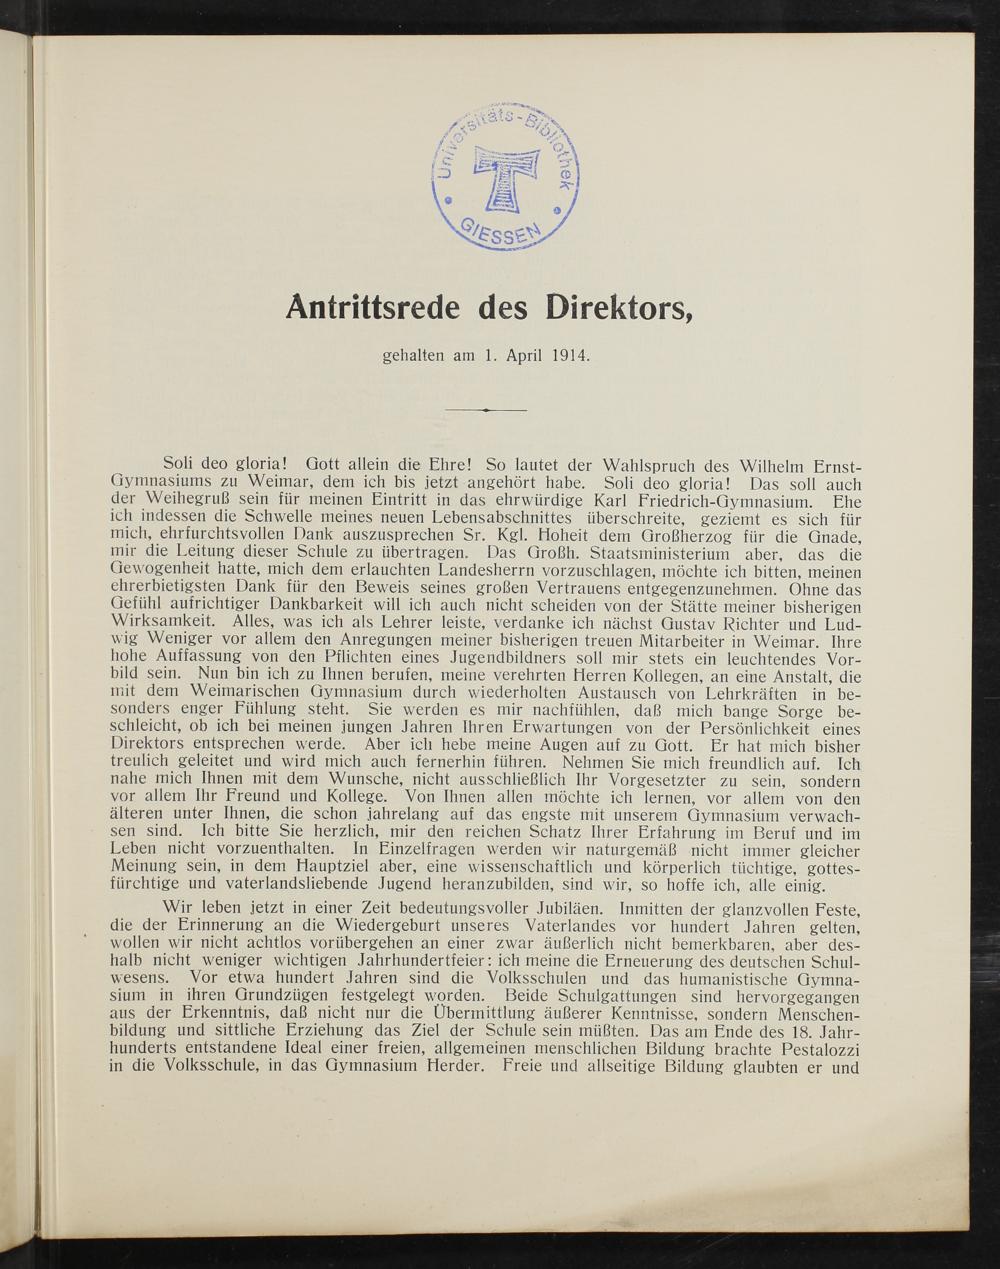 Universitäts-Bibliothek
GIESSEN
Antrittsrede des Direktors,
gehalten am 1. April 1914.
Soli deo gloria! Gott allein die Ehre! So lautet der Wahlspruch des Wilhelm Ernst-
Gymnasiums zu Weimar, dem ich bis jetzt angehört habe. Soli deo gloria! Das soll auch
der Weihegruß sein für meinen Eintritt in das ehrwürdige Karl Friedrich-Gymnasium. Ehe
ich indessen die Schwelle meines neuen Lebensabschnittes überschreite, geziemt es sich für
mich, ehrfurchtsvollen Dank auszusprechen Sr. Kgl. Hoheit dem Großherzog für die Gnade,
mir die Leitung dieser Schule zu übertragen. Das Großh. Staatsministerium aber, das die
Gewogenheit hatte, mich dem erlauchten Landesherrn vorzuschlagen, möchte ich bitten, meinen
ehrerbietigsten Dank für den Beweis seines großen Vertrauens entgegenzunehmen. Ohne das
Gefühl aufrichtiger Dankbarkeit will ich auch nicht scheiden von der Stätte meiner bisherigen
Wirksamkeit. Alles, was ich als Lehrer leiste, verdanke ich nächst Gustav Richter und Lud-
wig Weniger vor allem den Anregungen meiner bisherigen treuen Mitarbeiter in Weimar. Ihre
hohe Auffassung von den Pflichten eines Jugendbildners soll mir stets ein leuchtendes Vor-
bild sein. Nun bin ich zu Ihnen berufen, meine verehrten Herren Kollegen, an eine Anstalt, die
mit dem Weimarischen Gymnasium durch wiederholten Austausch von Lehrkräften in be-
sonders enger Fühlung steht. Sie werden es mir nachfühlen, daß mich bange Sorge be-
schleicht, ob ich bei meinen jungen Jahren Ihren Erwartungen von der Persönlichkeit eines
Direktors entsprechen werde. Aber ich hebe meine Augen auf zu Gott. Er hat mich bisher
treulich geleitet und wird mich auch fernerhin führen. Nehmen Sie mich freundlich auf. Ich
nahe mich Ihnen mit dem Wunsche, nicht ausschließlich Ihr Vorgesetzter zu sein, sondern
vor allem Ihr Freund und Kollege. Von Ihnen allen möchte ich lernen, vor allem von den
älteren unter Ihnen, die schon jahrelang auf das engste mit unserem Gymnasium verwach-
sen sind. Ich bitte Sie herzlich, mir den reichen Schatz Ihrer Erfahrung im Beruf und im
Leben nicht vorzuenthalten. In Einzelfragen werden wir naturgemäß nicht immer gleicher
Meinung sein, in dem Hauptziel aber, eine wissenschaftlich und körperlich tüchtige, gottes-
fürchtige und vaterlandsliebende Jugend heranzubilden, sind wir, so hoffe ich, alle einig.
Wir leben jetzt in einer Zeit bedeutungsvoller Jubiläen. Inmitten der glanzvollen Feste,
die der Erinnerung an die Wiedergeburt unseres Vaterlandes vor hundert Jahren gelten,
wollen wir nicht achtlos vorübergehen an einer zwar äußerlich nicht bemerkbaren, aber des-
halb nicht weniger wichtigen Jahrhundertfeier: ich meine die Erneuerung des deutschen Schul-
wesens. Vor etwa hundert Jahren sind die Volksschulen und das humanistische Gymna-
sium in ihren Grundzügen festgelegt worden. Beide Schulgattungen sind hervorgegangen
aus der Erkenntnis, daß nicht nur die Übermittlung äußerer Kenntnisse, sondern Menschen-
bildung und sittliche Erziehung das Ziel der Schule sein müßten. Das am Ende des 18. Jahr-
hunderts entstandene Ideal einer freien, allgemeinen menschlichen Bildung brachte Pestalozzi
in die Volksschule, in das Gymnasium Herder. Freie und allseitige Bildung glaubten er und